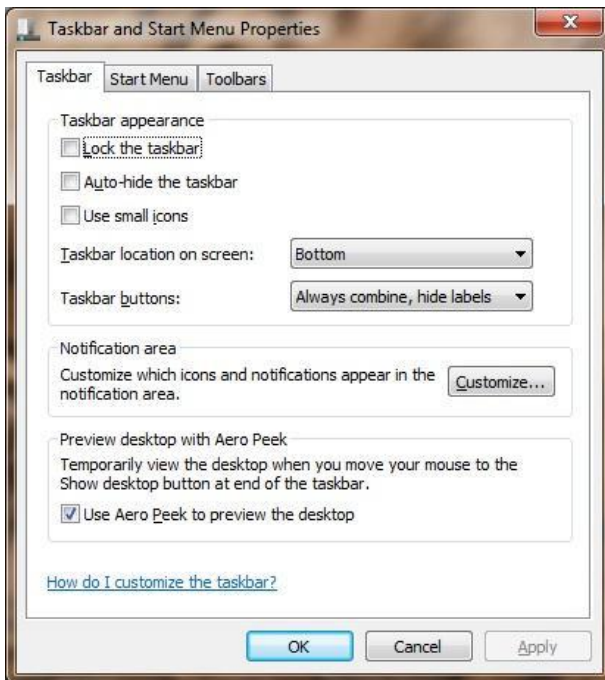 Taskbar and Start Menu Properties
Taskbar
Start Menu
Toolbars
Taskbar appearance
Lock the taskbar
Auto-hide the taskbar
Use small icons
Taskbar location on screen:
Bottom
Taskbar buttons:
Always combine, hide labels
Notification area
Customize which icons and notifications appear in the
notification area.
Customize...
Preview desktop with Aero Peek
Temporarily view the desktop when you move your mouse to the
Show desktop button at end of the taskbar.
Use Aero Peek to preview the desktop
How do I customize the taskbar?
OK
Cancel
Apply